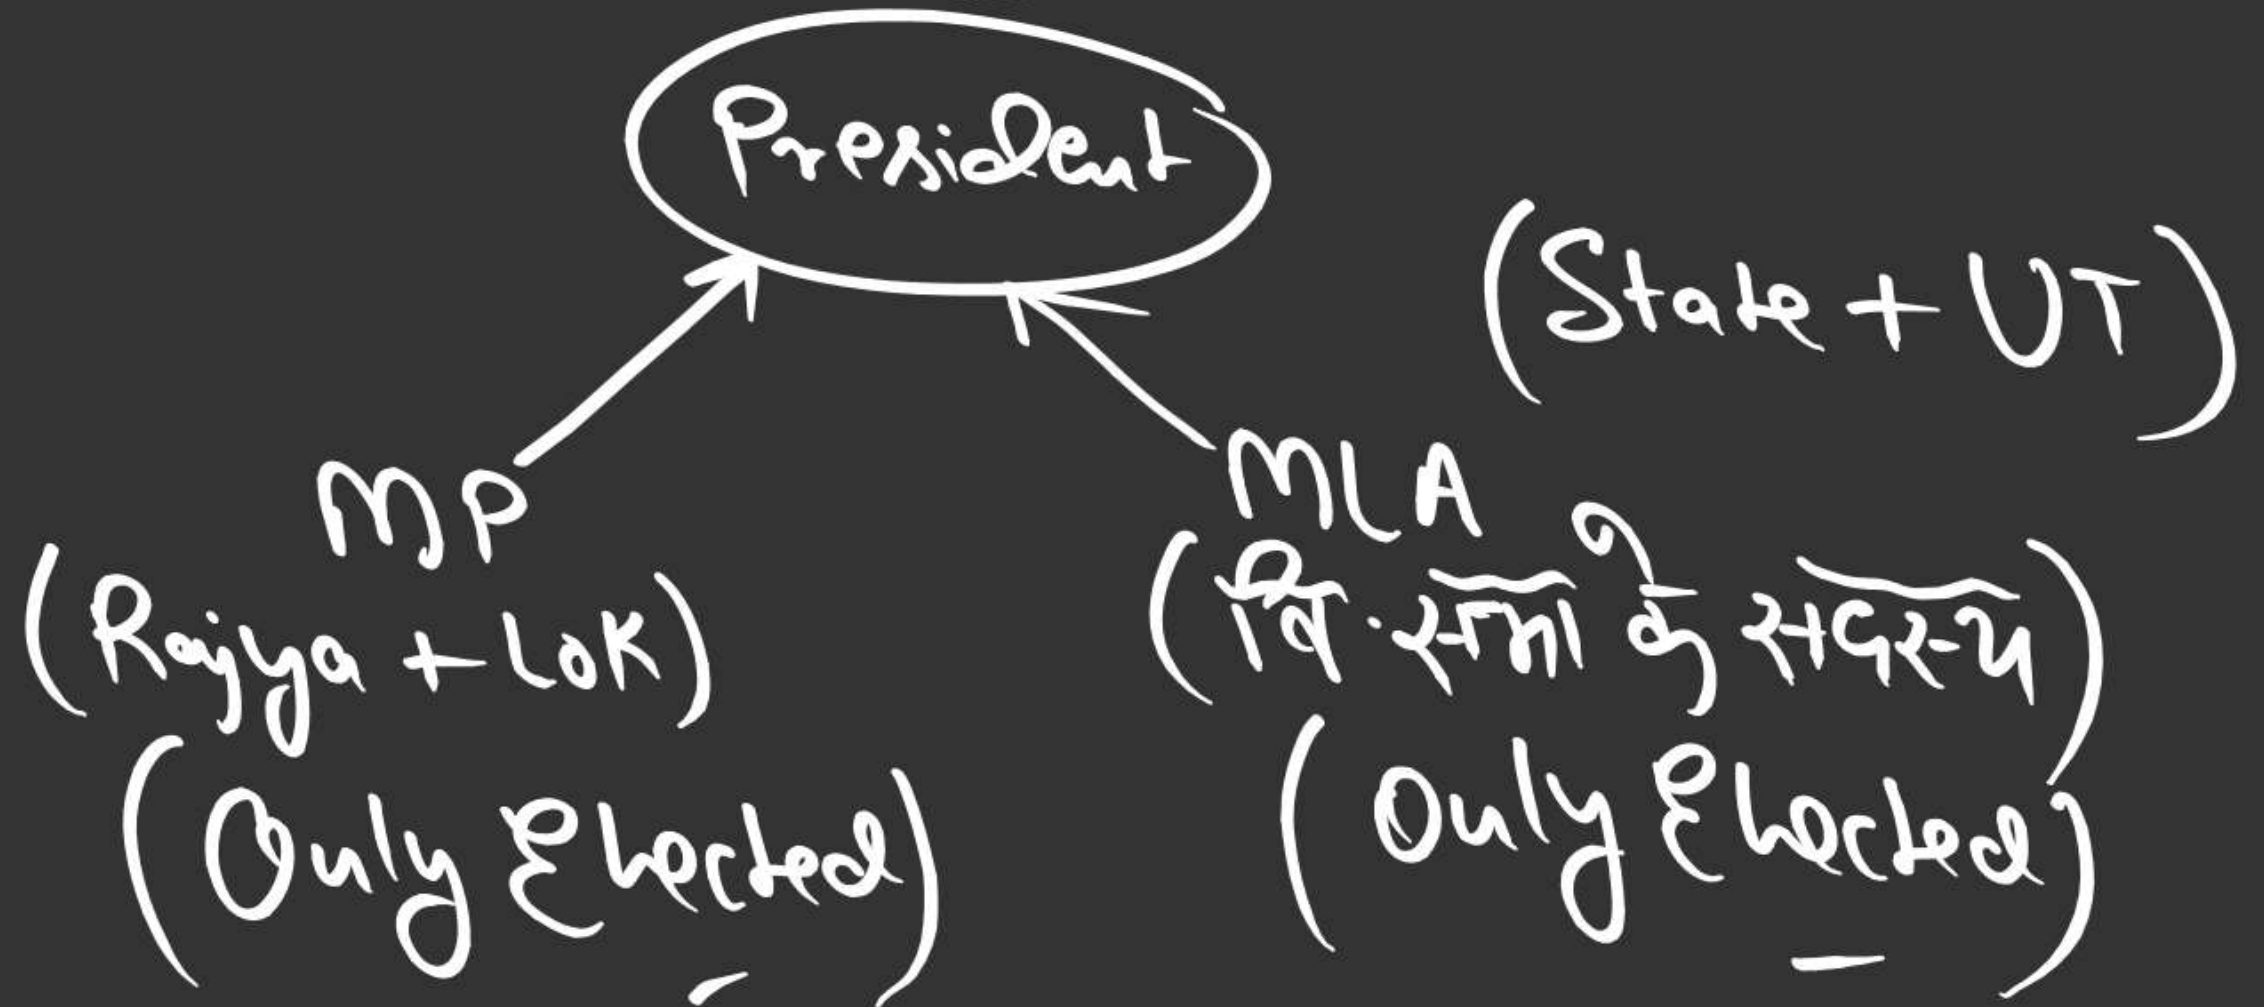 President
(State + UT)
MP
MLA
(Rajya + Lok)
(वि. सभा के सदस्य)
(Only Elected)
(Only Elected)